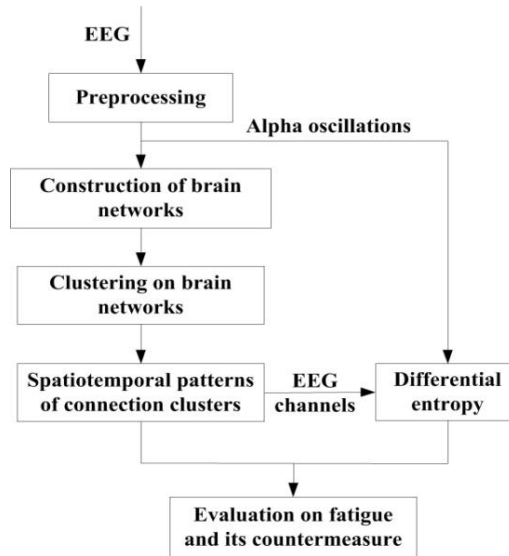 EEG
Preprocessing
Alpha oscillations
Construction of brain
networks
Clustering on brain
networks
Spatiotemporal patterns
of connection clusters
EEG
channels
Differential
entropy
Evaluation on fatigue
and its countermeasure